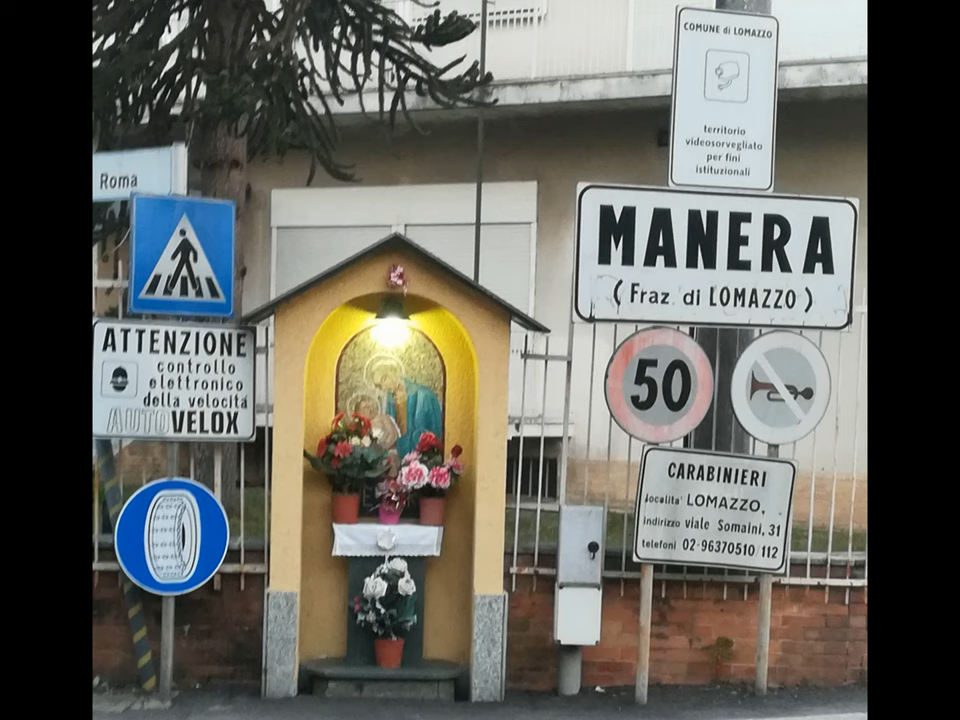 Roma
ATTENZIONE
controllo
elettronico
della velocità
AUTOVELOX
COMUNE di LOMAZZO
territorio
videosorvegliato
per fini
istituzionali
MANERA
(Fraz. di LOMAZZO)
50
CARABINIERI
località LOMAZZO,
indirizzo viale Somaini, 31
telefoni 02-96370510/112